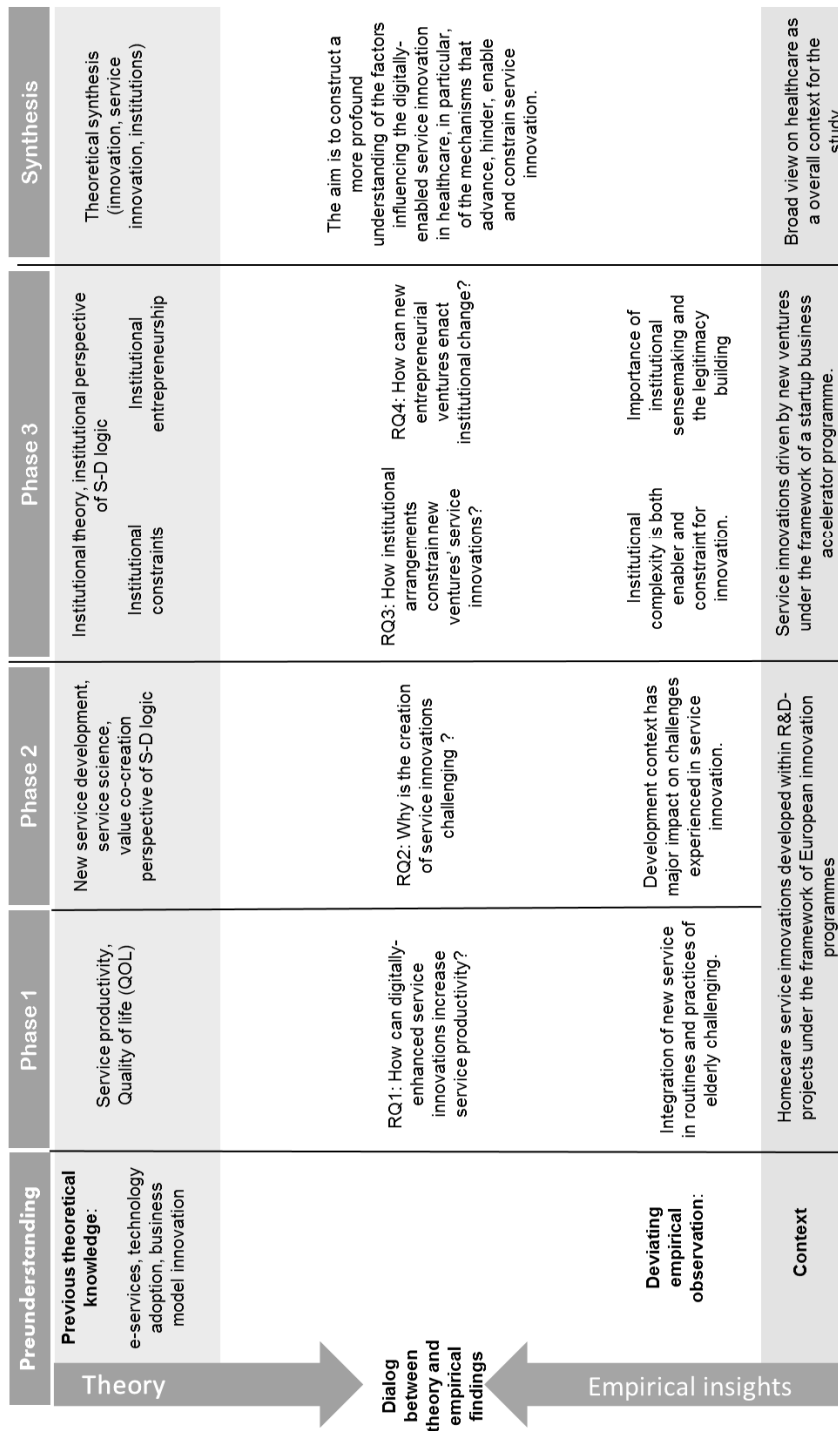 Preunderstanding
Phase 1
Phase 2
Phase 3
Synthesis
Theory
Previous theoretical
knowledge:
e-services, technology
adoption, business
model innovation
Service productivity,
Quality of life (QOL)
New service development,
service science,
value co-creation
perspective of S-D logic
Institutional theory, institutional perspective
of S-D logic
Institutional
constraints
Institutional
entrepreneurship
Theoretical synthesis
(innovation, service
innovation, institutions)
Dialog
between
theory and
empirical
findings
RQ1: How can digitally-
enhanced service
innovations increase
service productivity?
RQ2: Why is the creation
of service innovations
challenging ?
RQ3: How institutional
arrangements
constrain new
ventures' service
innovations?
RQ4: How can new
entrepreneurial
ventures enact
institutional change?
The aim is to construct a
more profound
understanding of the factors
influencing the digitally-
enabled service innovation
in healthcare, in particular,
of the mechanisms that
advance, hinder, enable
and constrain service
innovation.
Empirical insights
Deviating
empirical
observation:
Integration of new service
in routines and practices of
elderly challenging.
Development context has
major impact on challenges
experienced in service
innovation.
Institutional
complexity is both
enabler and
constraint for
innovation.
Importance of
institutional
sensemaking and
the legitimacy
building
Context
Homecare service innovations developed within R&D-
projects under the framework of European innovation
programmes
Service innovations driven by new ventures
under the framework of a startup business
accelerator programme.
Broad view on healthcare as
a overall context for the
study